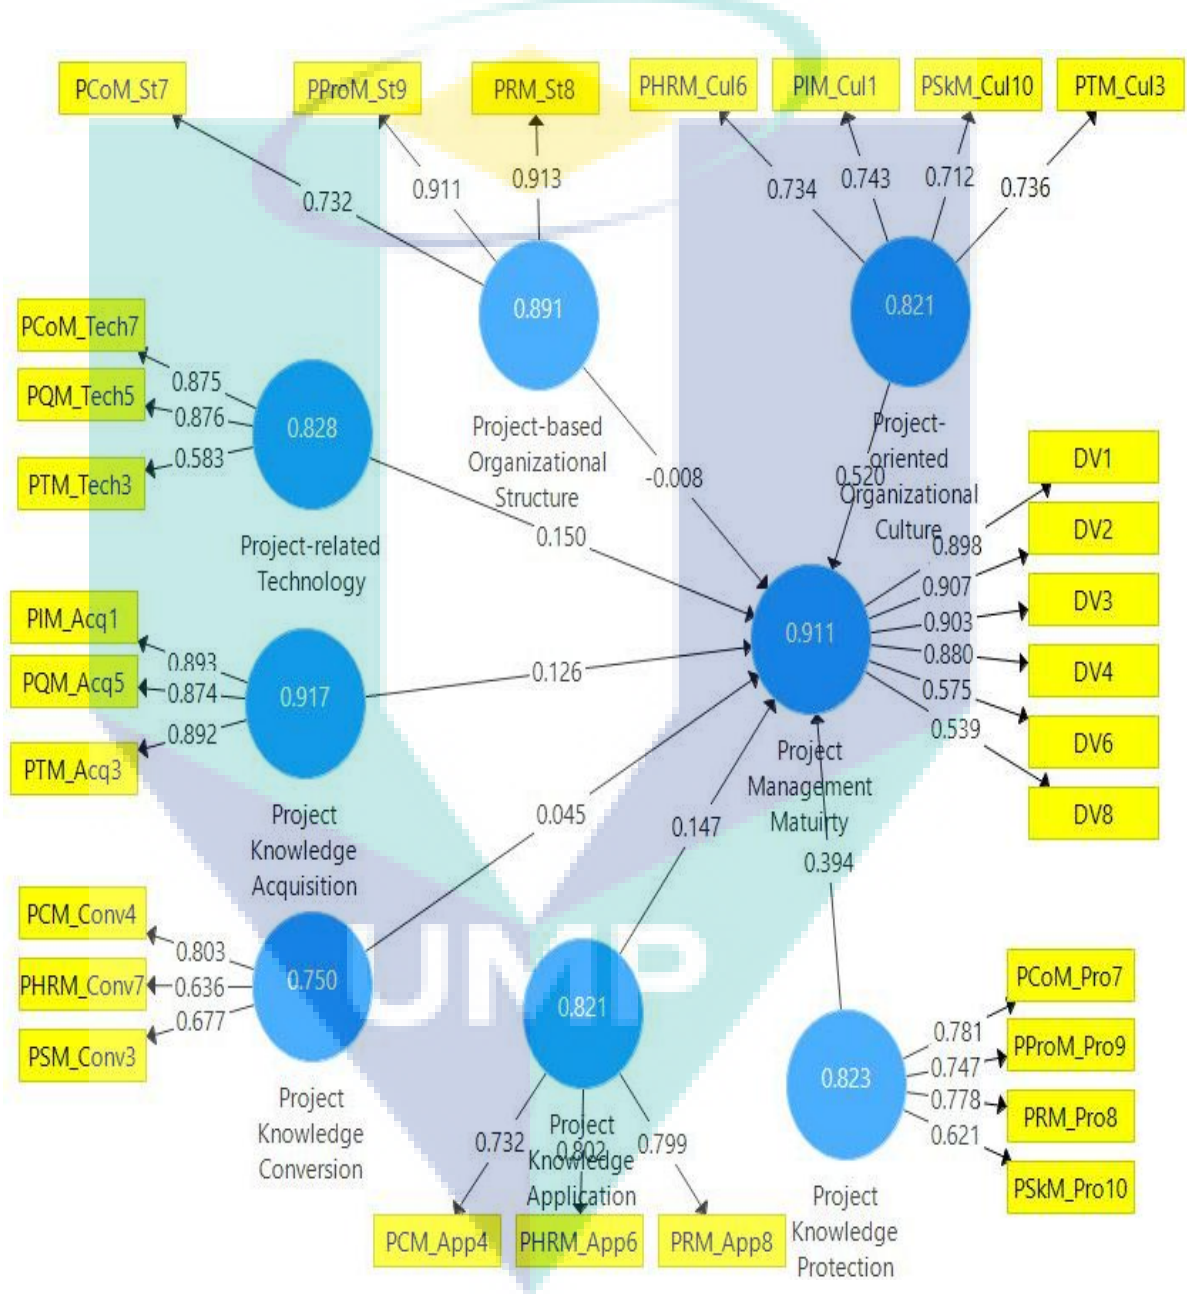 PCoM_St7
PProM_St9
PRM_St8
PHRM_Cul6
PIM_Cul1
PSkM_Cul10
PTM_Cul3
0.732
0.911
0.913
0.734
0.743
0.712
0.736
0.891
0.821
PCoM_Tech7
PQM_Tech5
PTM_Tech3
0.875
0.876
0.583
0.828
Project-related
Technology
Project-based
Organizational
Structure
Project-
oriented
Organizational
Culture
-0.008
0.520
0.150
DV1
DV2
DV3
DV4
DV6
DV8
0.898
0.907
0.903
0.880
0.575
0.539
0.911
Project
Management
Matuirty
PIM_Acq1
PQM_Acq5
PTM_Acq3
0.893
0.874
0.892
0.917
0.126
Project
Knowledge
Acquisition
0.045
0.147
0.394
PCM_Conv4
PHRM_Conv7
PSM_Conv3
0.803
0.636
0.677
0.750
Project
Knowledge
Conversion
UMP
0.821
Project
Knowledge
Application
0.732
0.802
0.799
PCM_App4
PHRM_App6
PRM_App8
0.823
Project
Knowledge
Protection
0.781
0.747
0.778
0.621
PCoM_Pro7
PProM_Pro9
PRM_Pro8
PSkM_Pro10